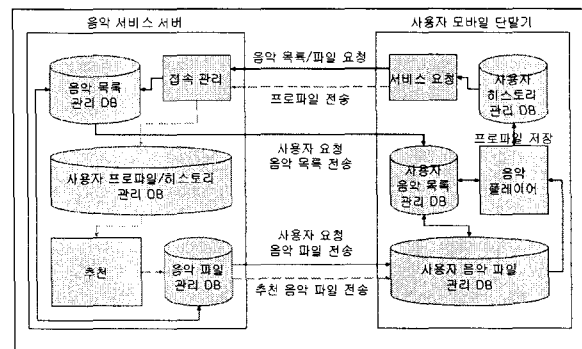 음악 서비스 서버
사용자 모바일 단말기
음악 목록
관리 DB
접속 관리
음악 목록/파일 요청
프로파일 전송
서비스 요청
사용자
히스토리
관리 DB
사용자 요청
음악 목록 전송
프로파일 저장
사용자 프로파일/히스토리
관리 DB
사용자
음악 목록
관리 DB
음악
플레이어
추천
음악 파일
관리 DB
사용자 요청
음악 파일 전송
추천 음악 파일 전송
사용자 음악 파일
관리 DB